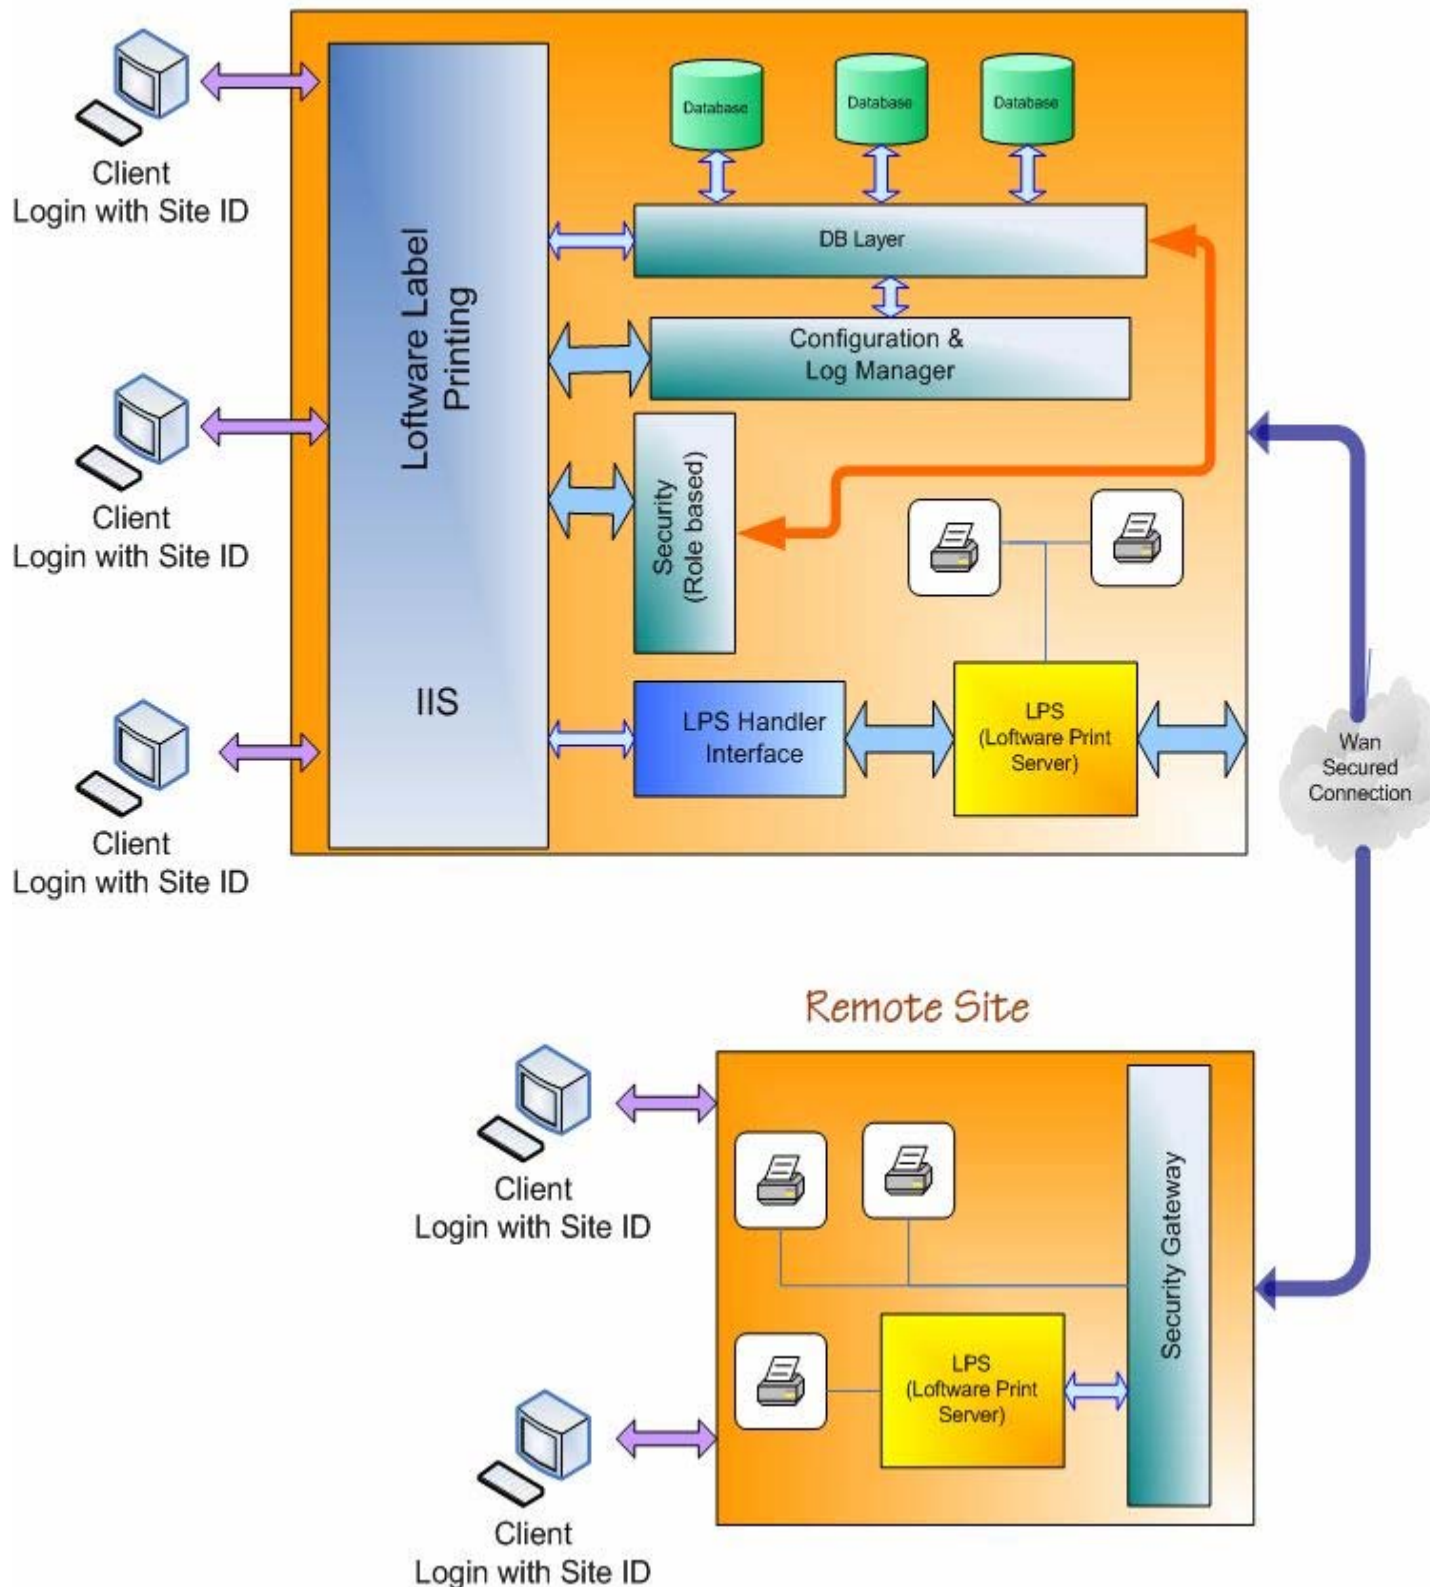 Client
Login with Site ID
Client
Login with Site ID
Client
Login with Site ID
Loftware Label
Printing
IIS
Database
Database
Database
DB Layer
Configuration &
Log Manager
Security
(Role based)
LPS Handler
Interface
LPS
(Loftware Print
Server)
Wan
Secured
Connection
Remote Site
Client
Login with Site ID
Client
Login with Site ID
LPS
(Loftware Print
Server)
Security Gateway